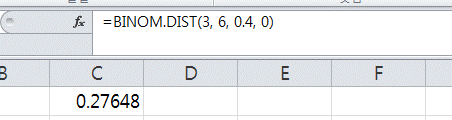 fx =BINOM.DIST(3, 6, 0.4, 0)
B C D E F
0.27648